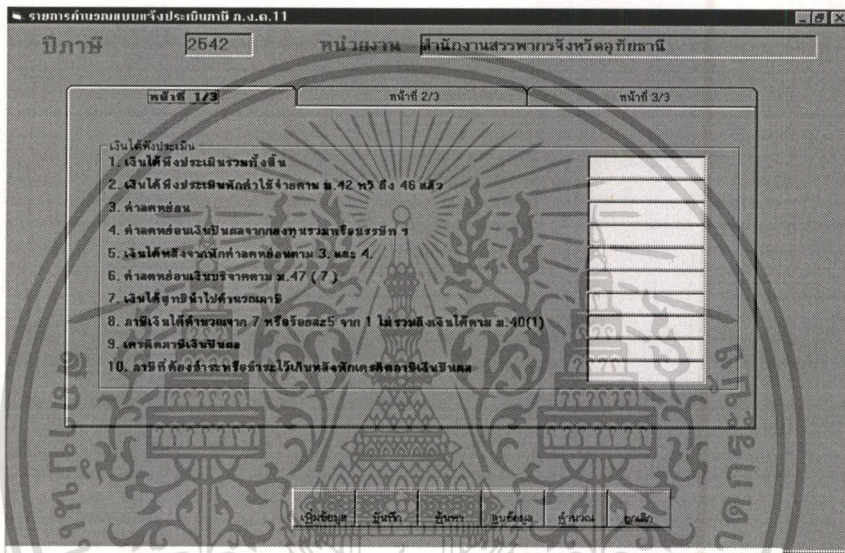 รายการคำนวณแบบแจ้งประเมินภาษี ภ.ง.ด.11
ปีภาษี 2542 หน่วยงาน สำนักงานสรรพากรจังหวัดอุทัยธานี
หน้าที่ 1/3 หน้าที่ 2/3 หน้าที่ 3/3
เงินได้พึงประเมิน
1. เงินได้พึงประเมินรวมทั้งสิ้น
2. เงินได้พึงประเมินหักค่าใช้จ่ายตาม ม.42 ทวิ ถึง 46 แล้ว
3. ค่าลดหย่อน
4. ค่าลดหย่อนเงินปันผลจากกองทุนรวมหรือบรรษัท ฯ
5. เงินได้หลังจากหักค่าลดหย่อนตาม 3. และ 4.
6. ค่าลดหย่อนเงินบริจาคตาม ม.47 ( 7 )
7. เงินได้สุทธินำไปคำนวณภาษี
8. ภาษีเงินได้คำนวณจาก 7 หรือร้อยละ5 จาก 1 ไม่รวมถึงเงินได้ตาม ม.40(1)
9. เครดิตภาษีเงินปันผล
10. ภาษีที่ต้องชำระหรือชำระไว้เกินหลังหักเครดิตภาษีเงินปันผล
เพิ่มข้อมูล บันทึก ค้นหา ลบข้อมูล คำนวณ ยกเลิก